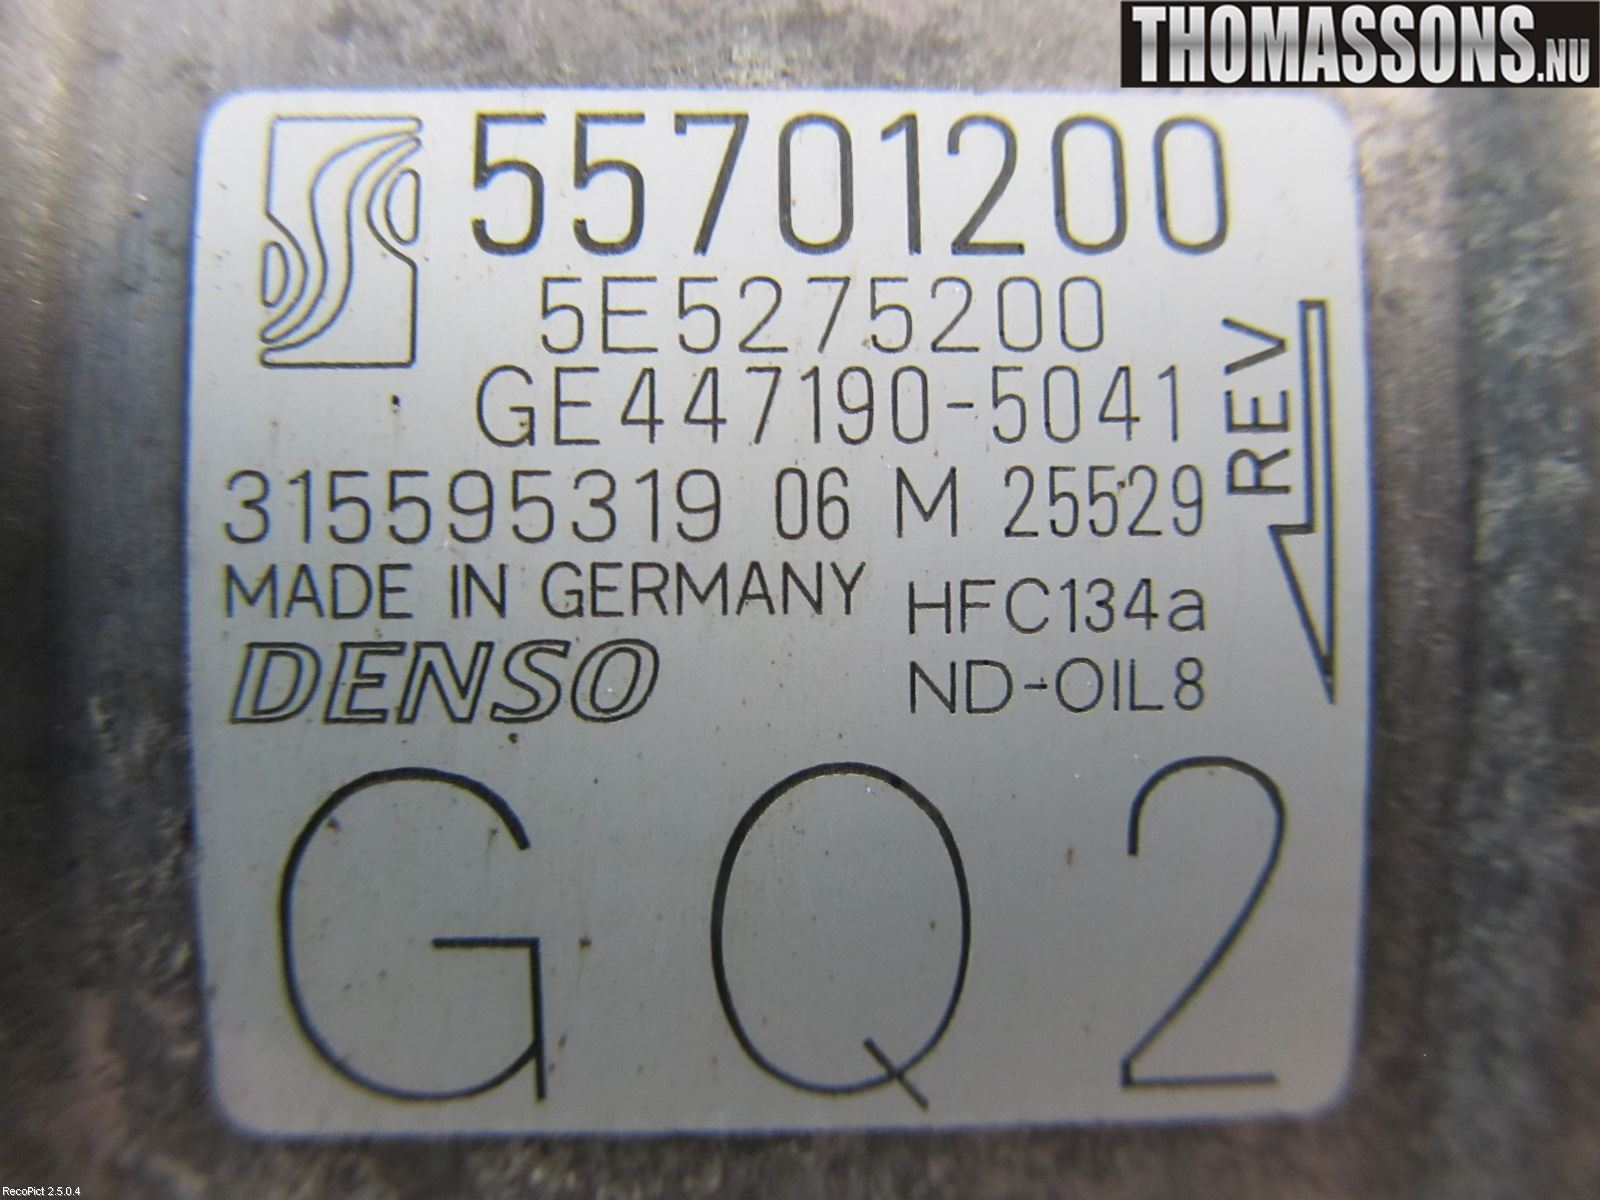 THOMASSONS.NU
55701200
5E5275200
GE447190-5041
REV
315595319 06 M 25529
MADE IN GERMANY HFC134a
DENSO ND-OIL8
GQ2
RecoPict 2.5.0.4